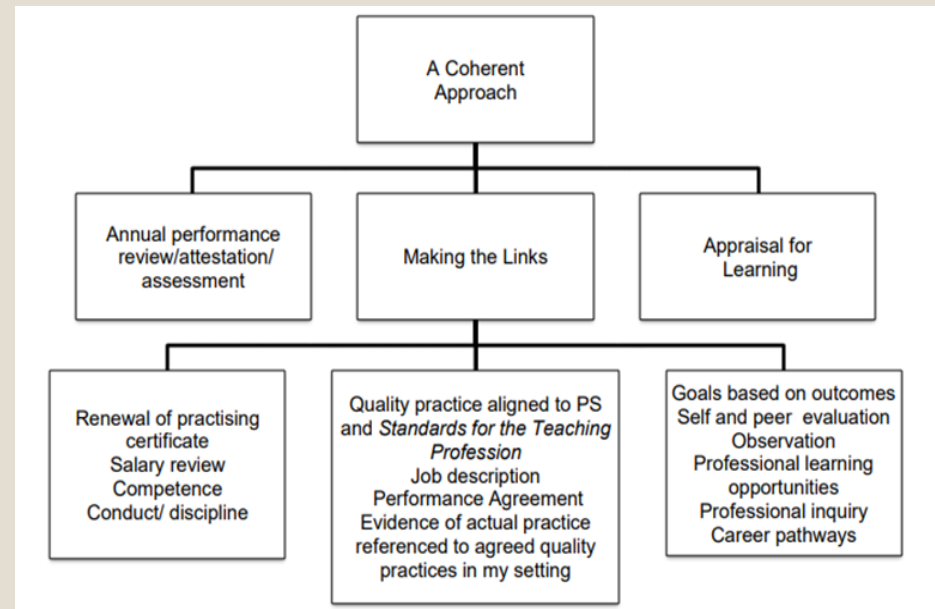 A Coherent
Approach
Annual performance
review/attestation/
assessment
Making the Links
Appraisal for
Learning
Renewal of practising
certificate
Salary review
Competence
Conduct/ discipline
Quality practice aligned to PS
and Standards for the Teaching
Profession
Job description
Performance Agreement
Evidence of actual practice
referenced to agreed quality
practices in my setting
Goals based on outcomes
Self and peer evaluation
Observation
Professional learning
opportunities
Professional inquiry
Career pathways